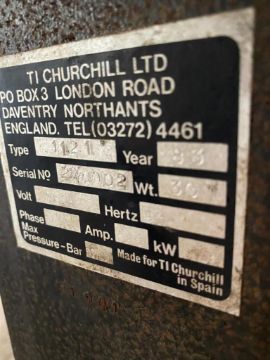 TI CHURCHILL LTD
PO BOX 3 LONDON ROAD
DAVENTRY NORTHANTS
ENGLAND. TEL (03272) 4461
Type Year 83
Serial No Wt.
Volt Hertz
Phase Amp. kW
Max
Pressure-Bar Made for TI Churchill
in Spain